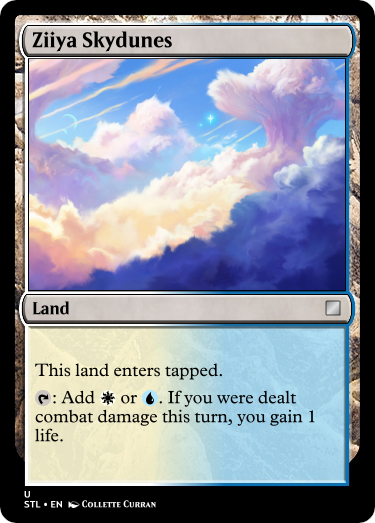 Ziiya Skydunes
Land
This land enters tapped.
: Add or . If you were dealt
combat damage this turn, you gain 1
life.
U
STL • EN Collette Curran